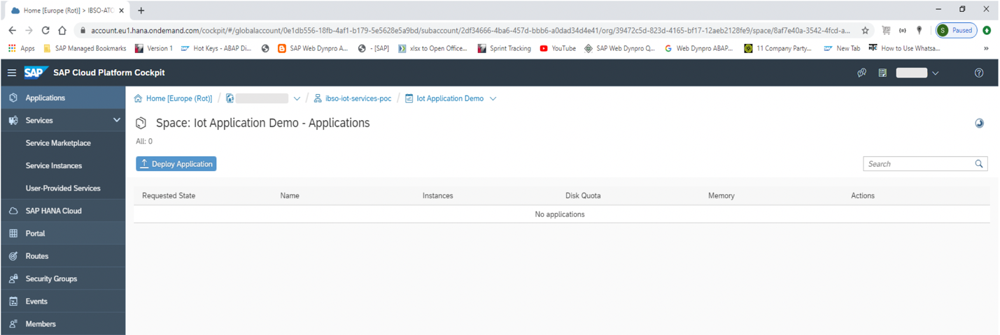 Home [Europe (Rot)] > IBSO-ATC
account.eu1.hana.ondemand.com/cockpit/#/globalaccount/0e1db556-18fb-4af1-b179-5e5628e5a9bd/subaccount/2df34666-4ba6-457d-bbb6-a0dad34d4e41/org/39472c5d-823d-4165-bf17-12aeb2128fe9/space/8af7e40a-3542-4fcd-a... S Paused
Apps SAP Managed Bookmarks Version 1 Hot Keys - ABAP Di... SAP Web Dynpro A... - [SAP] xlsx to Open Office... Sprint Tracking YouTube SAP Web Dynpro Q... Web Dynpro ABAP... 11 Company Party... New Tab How to Use Whatsa... »
SAP SAP Cloud Platform Cockpit
Applications
Home [Europe (Rot)] / / ibso-iot-services-poc / Iot Application Demo
Services
Space: Iot Application Demo - Applications
All: 0
Service Marketplace
Service Instances
Deploy Application
Search
User-Provided Services
Requested State Name Instances Disk Quota Memory Actions
SAP HANA Cloud
No applications
Portal
Routes
Security Groups
Events
Members